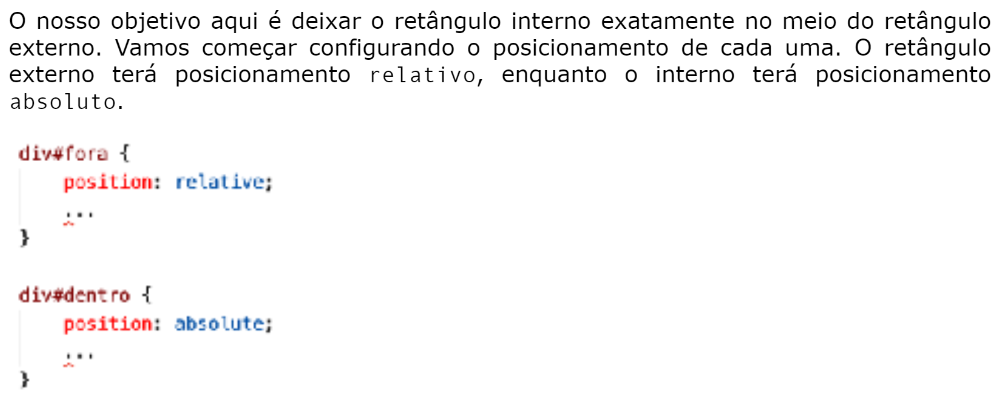 O nosso objetivo aqui é deixar o retângulo interno exatamente no meio do retângulo
externo. Vamos começar configurando o posicionamento de cada uma. O retângulo
externo terá posicionamento relativo, enquanto o interno terá posicionamento
absoluto.
div#fora {
position: relative;
...
}
div#dentro {
position: absolute;
...
}